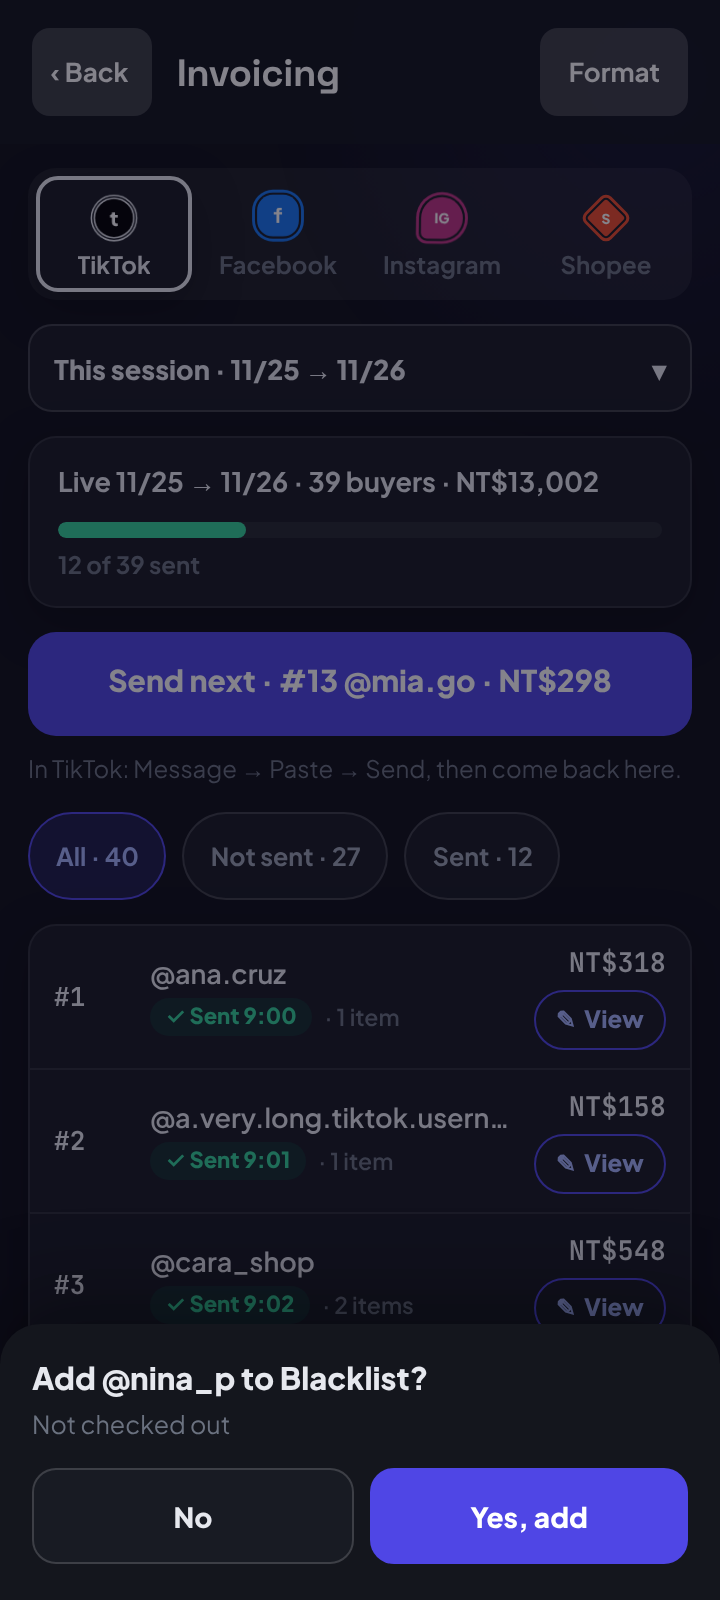 ‹ Back
Invoicing
Format
t
f
IG
S
TikTok
Facebook
Instagram
Shopee
This session · 11/25 → 11/26 ▼
Live 11/25 → 11/26 · 39 buyers · NT$13,002
12 of 39 sent
Send next · #13 @mia.go · NT$298
In TikTok: Message → Paste → Send, then come back here.
All · 40
Not sent · 27
Sent · 12
#1
@ana.cruz
✓ Sent 9:00 · 1 item
NT$318
✎ View
#2
@a.very.long.tiktok.usern…
✓ Sent 9:01 · 1 item
NT$158
✎ View
#3
@cara_shop
✓ Sent 9:02 · 2 items
NT$548
✎ View
Add @nina_p to Blacklist?
Not checked out
No
Yes, add